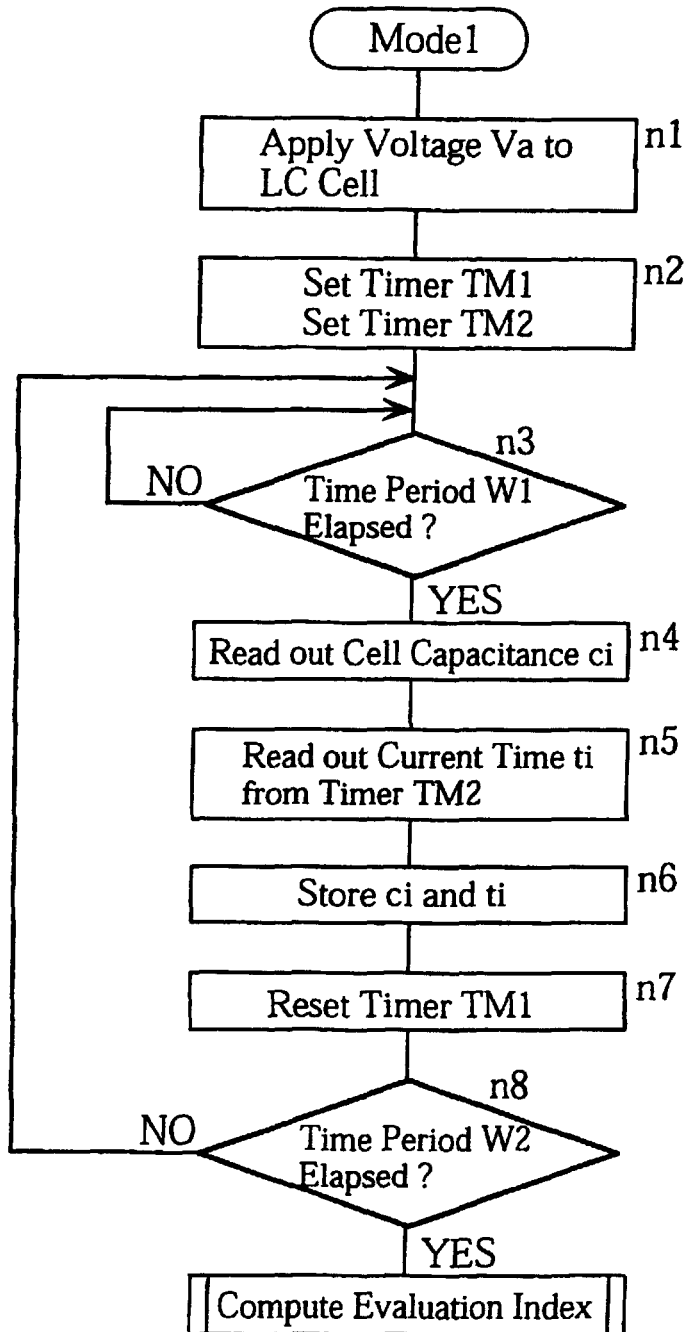 Mode1
Apply Voltage Va to
LC Cell
n1
Set Timer TM1
Set Timer TM2
n2
n3
Time Period W1
Elapsed ?
NO
YES
Read out Cell Capacitance ci
n4
Read out Current Time ti
from Timer TM2
n5
Store ci and ti
n6
Reset Timer TM1
n7
n8
Time Period W2
Elapsed ?
NO
YES
Compute Evaluation Index